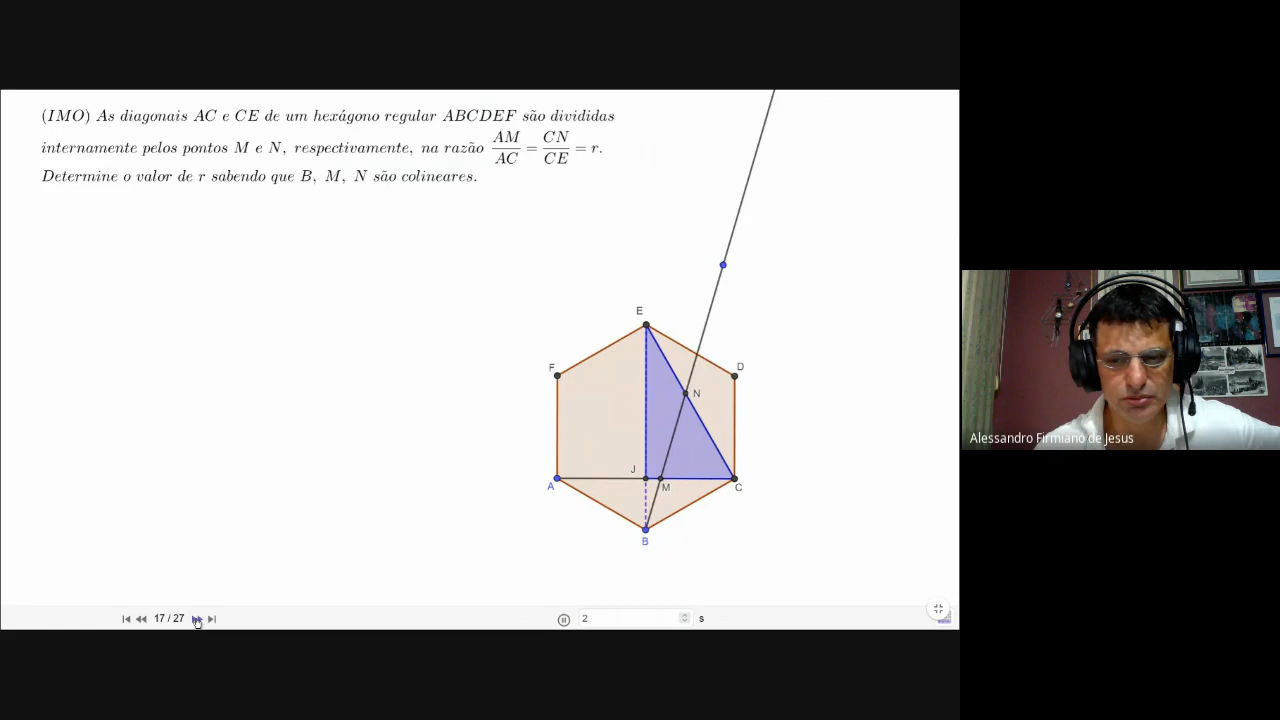 (IMO) As diagonais AC e CE de um hexágono regular ABCDEF são divididas
internamente pelos pontos M e N, respectivamente, na razão AM/AC = CN/CE = r.
Determine o valor de r sabendo que B, M, N são colineares.
E
F
D
N
J
A
M
C
B
Alessandro Firmiano de Jesus
17 / 27
2
s